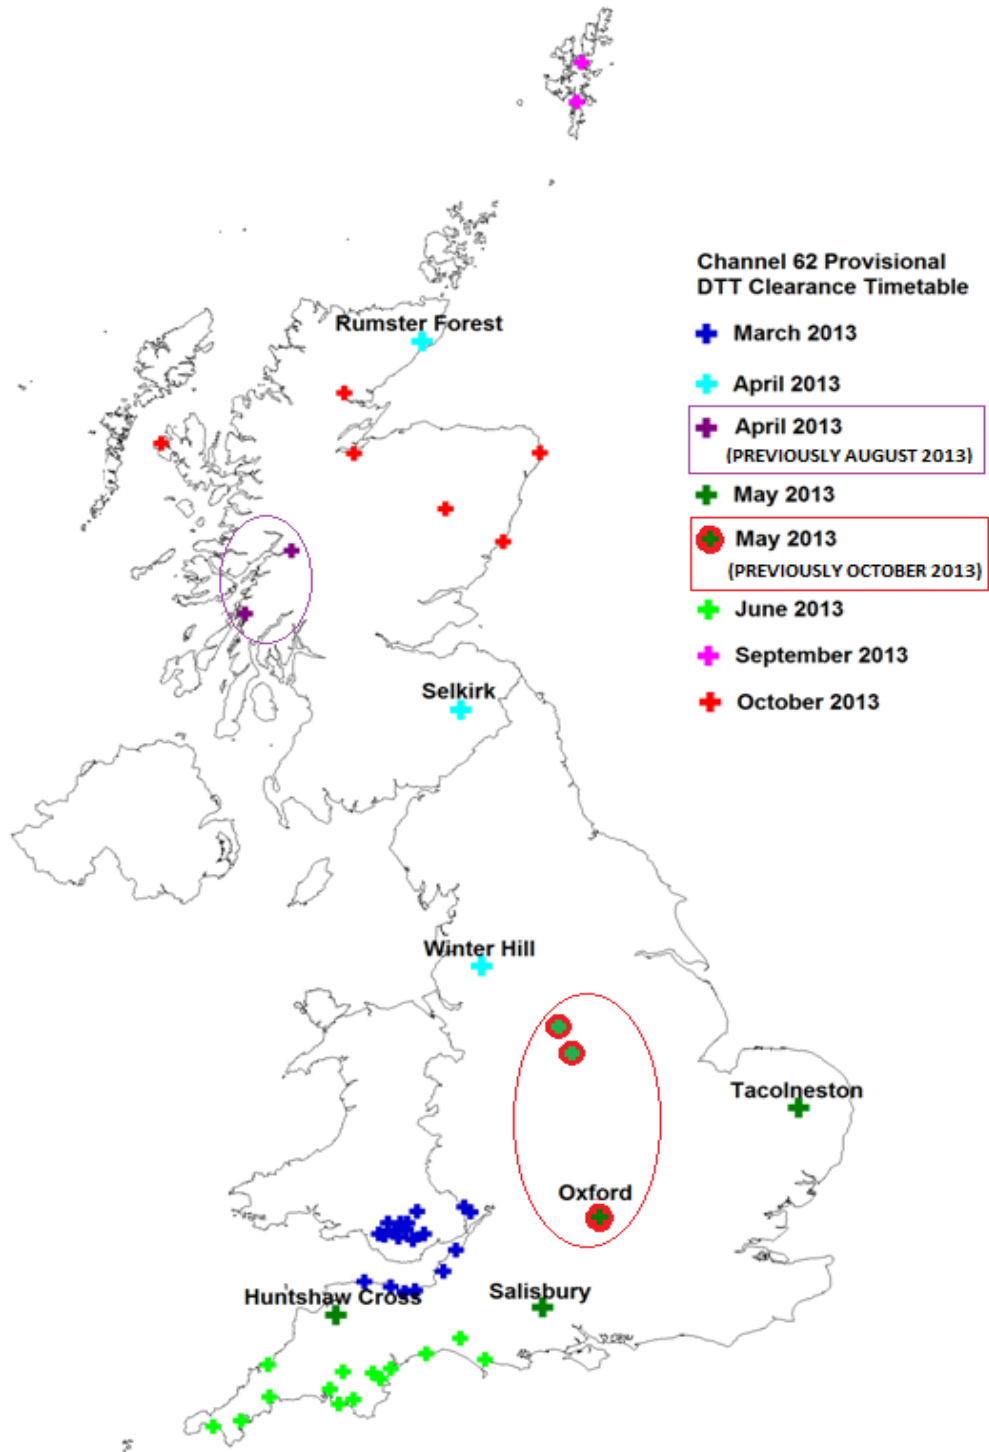 Channel 62 Provisional
DTT Clearance Timetable
Rumster Forest
March 2013
April 2013
April 2013
(PREVIOUSLY AUGUST 2013)
May 2013
May 2013
(PREVIOUSLY OCTOBER 2013)
June 2013
September 2013
October 2013
Selkirk
Winter Hill
Tacolneston
Oxford
Huntshaw Cross
Salisbury